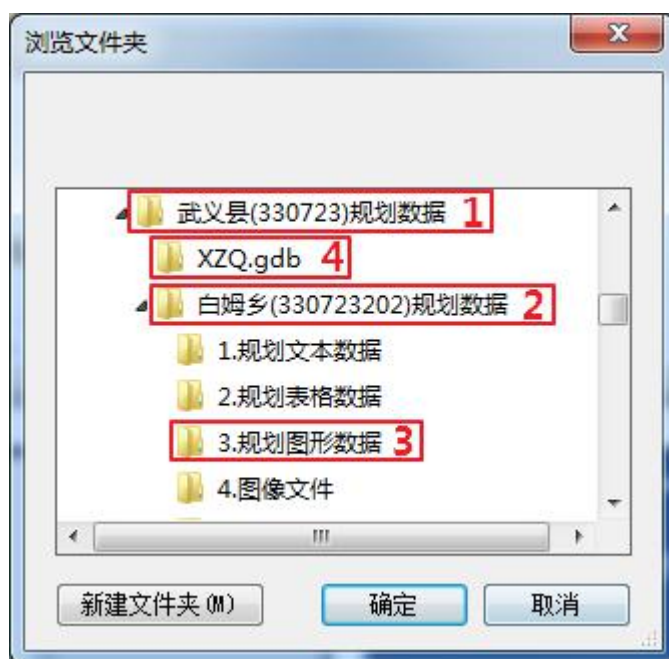 浏览文件夹
武义县(330723)规划数据 1
XZQ.gdb 4
白姆乡(330723202)规划数据 2
1.规划文本数据
2.规划表格数据
3.规划图形数据 3
4.图像文件
新建文件夹(M)
确定
取消